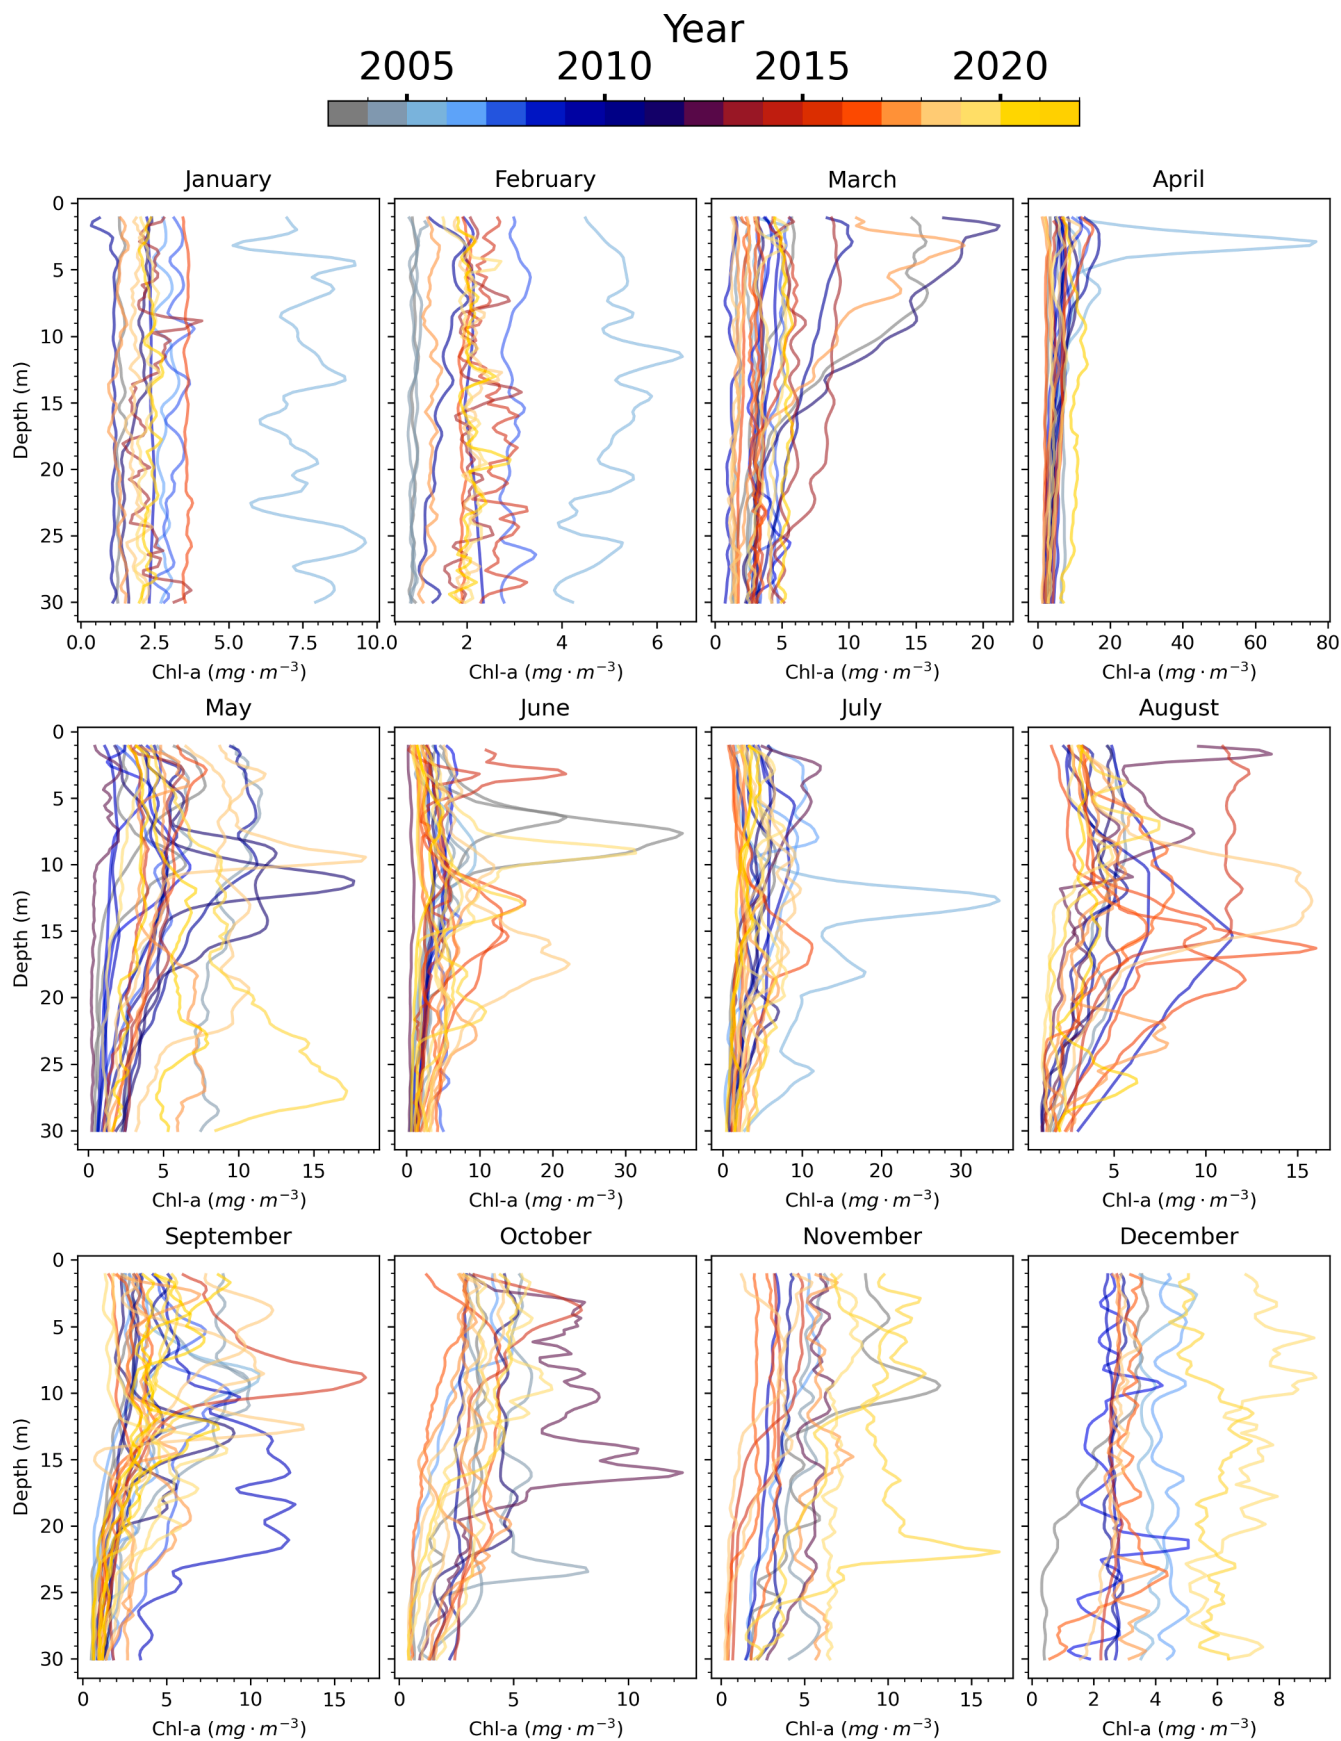 Year
2005 2010 2015 2020
January February March April
0
5
10
15
20
25
30
Depth (m)
0.0 2.5 5.0 7.5 10.0 2 4 6 0 5 10 15 20 0 20 40 60 80
Chl-a (mg · m⁻³) Chl-a (mg · m⁻³) Chl-a (mg · m⁻³) Chl-a (mg · m⁻³)
May June July August
0
5
10
15
20
25
30
Depth (m)
0 5 10 15 0 10 20 30 0 10 20 30 5 10 15
Chl-a (mg · m⁻³) Chl-a (mg · m⁻³) Chl-a (mg · m⁻³) Chl-a (mg · m⁻³)
September October November December
0
5
10
15
20
25
30
Depth (m)
0 5 10 15 0 5 10 0 5 10 15 0 2 4 6 8
Chl-a (mg · m⁻³) Chl-a (mg · m⁻³) Chl-a (mg · m⁻³) Chl-a (mg · m⁻³)